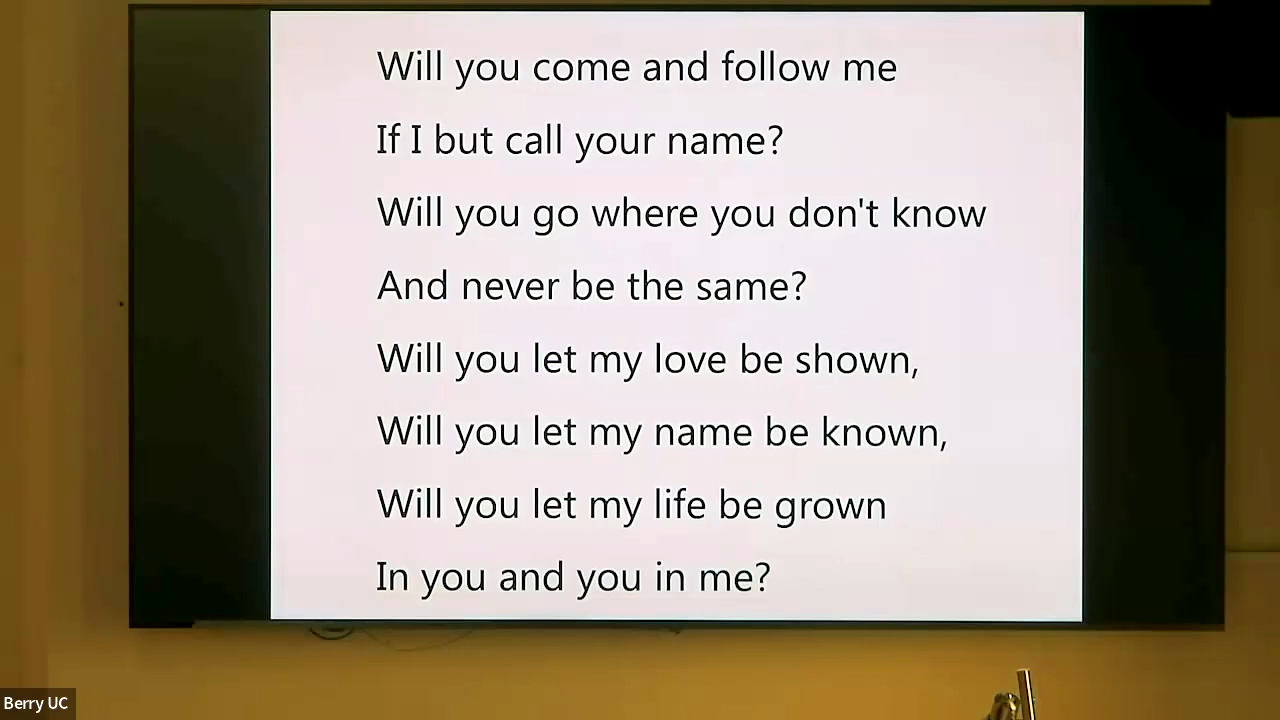 Will you come and follow me
If I but call your name?
Will you go where you don't know
And never be the same?
Will you let my love be shown,
Will you let my name be known,
Will you let my life be grown
In you and you in me?
Berry UC